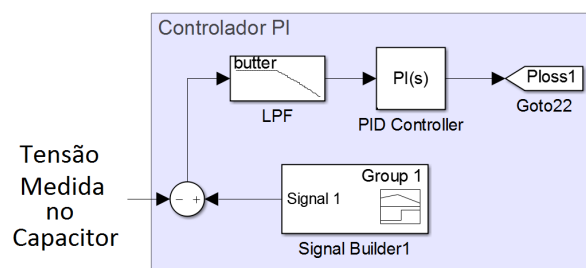 Controlador PI
butter
LPF
PI(s)
PID Controller
Ploss1
Goto22
Tensão
Medida
no
Capacitor
− +
Group 1
Signal 1
Signal Builder1